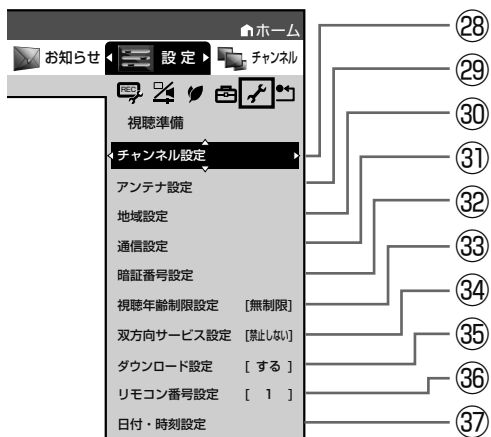 ホーム
お知らせ 設定 チャンネル
REC
視聴準備
チャンネル設定 ㉘
アンテナ設定 ㉙
地域設定 ㉚
通信設定 ㉛
暗証番号設定 ㉜
視聴年齢制限設定 [無制限] ㉝
双方向サービス設定 [禁止しない] ㉞
ダウンロード設定 [ する ] ㉟
リモコン番号設定 [ 1 ] ㊱
日付・時刻設定 ㊲